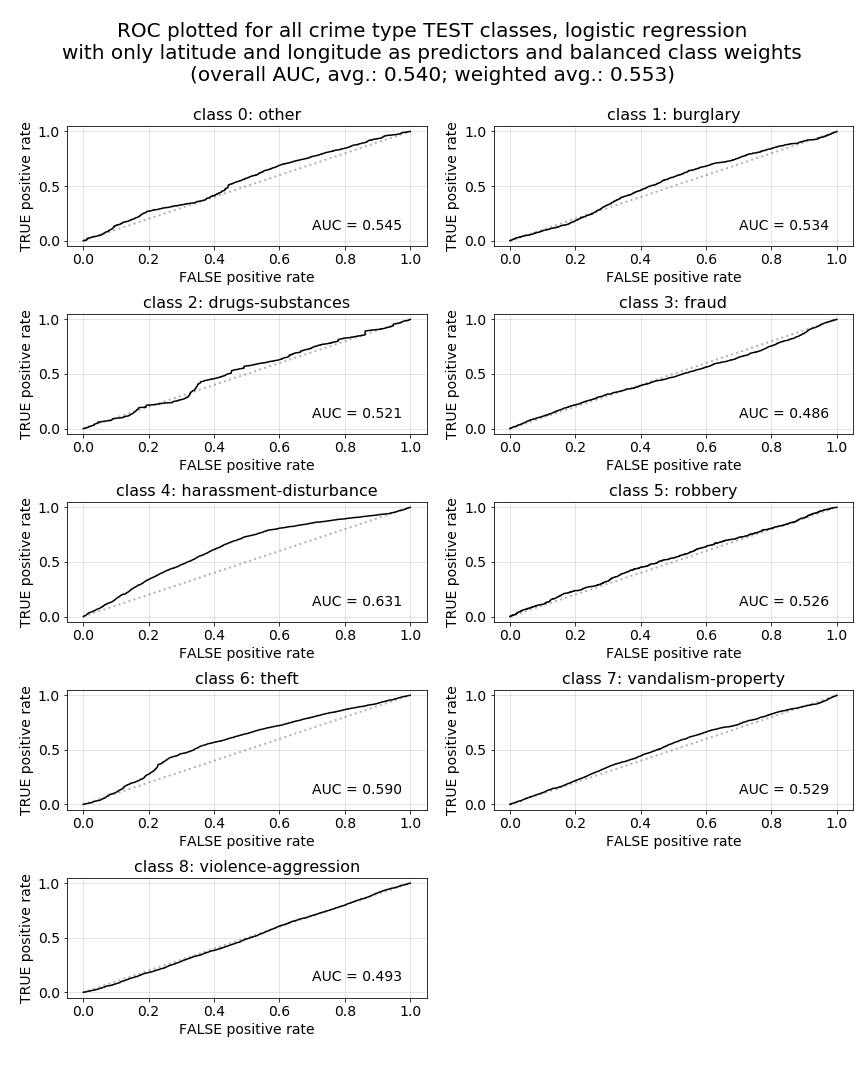 ROC plotted for all crime type TEST classes, logistic regression
with only latitude and longitude as predictors and balanced class weights
(overall AUC, avg.: 0.540; weighted avg.: 0.553)
class 0: other
TRUE positive rate
1.0
0.5
0.0
AUC = 0.545
0.0 0.2 0.4 0.6 0.8 1.0
FALSE positive rate
class 1: burglary
TRUE positive rate
1.0
0.5
0.0
AUC = 0.534
0.0 0.2 0.4 0.6 0.8 1.0
FALSE positive rate
class 2: drugs-substances
TRUE positive rate
1.0
0.5
0.0
AUC = 0.521
0.0 0.2 0.4 0.6 0.8 1.0
FALSE positive rate
class 3: fraud
TRUE positive rate
1.0
0.5
0.0
AUC = 0.486
0.0 0.2 0.4 0.6 0.8 1.0
FALSE positive rate
class 4: harassment-disturbance
TRUE positive rate
1.0
0.5
0.0
AUC = 0.631
0.0 0.2 0.4 0.6 0.8 1.0
FALSE positive rate
class 5: robbery
TRUE positive rate
1.0
0.5
0.0
AUC = 0.526
0.0 0.2 0.4 0.6 0.8 1.0
FALSE positive rate
class 6: theft
TRUE positive rate
1.0
0.5
0.0
AUC = 0.590
0.0 0.2 0.4 0.6 0.8 1.0
FALSE positive rate
class 7: vandalism-property
TRUE positive rate
1.0
0.5
0.0
AUC = 0.529
0.0 0.2 0.4 0.6 0.8 1.0
FALSE positive rate
class 8: violence-aggression
TRUE positive rate
1.0
0.5
0.0
AUC = 0.493
0.0 0.2 0.4 0.6 0.8 1.0
FALSE positive rate